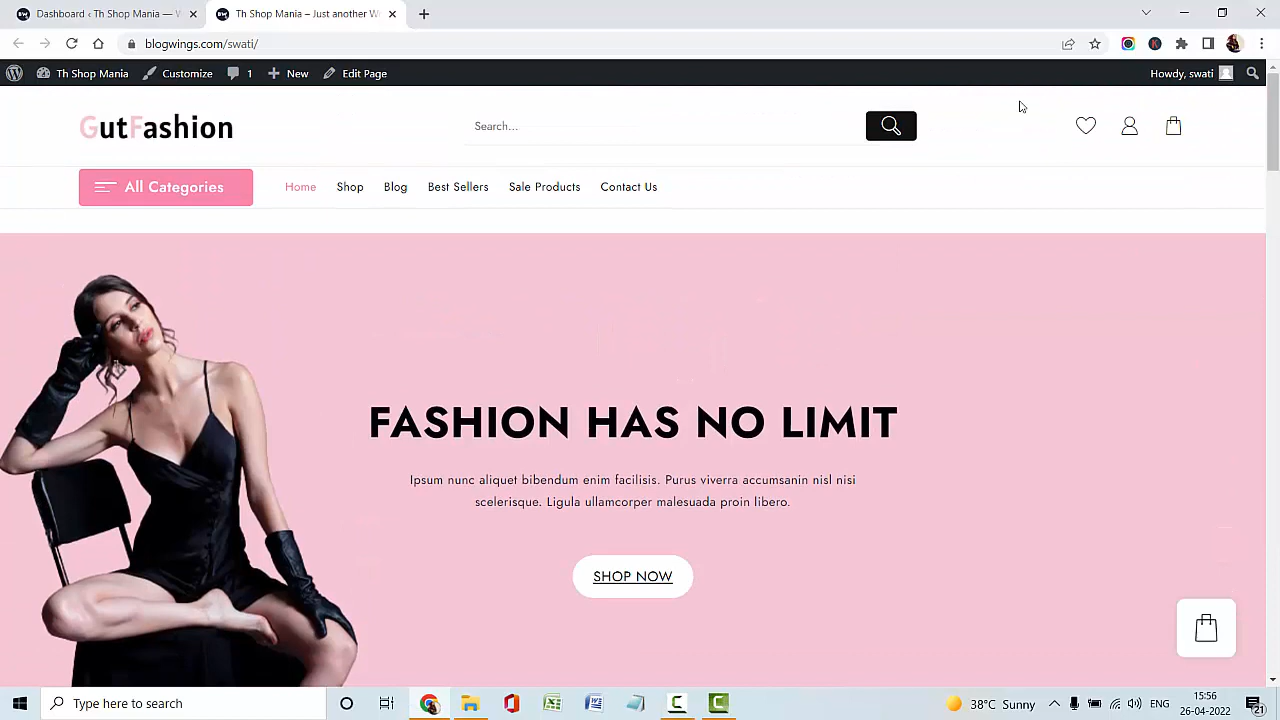 Dashboard ‹ Th Shop Mania — W
Th Shop Mania – Just another W
blogwings.com/swati/
Th Shop Mania
Customize
1
New
Edit Page
Howdy, swati
GutFashion
Search...
All Categories
Home
Shop
Blog
Best Sellers
Sale Products
Contact Us
FASHION HAS NO LIMIT
Ipsum nunc aliquet bibendum enim facilisis. Purus viverra accumsanin nisl nisi
scelerisque. Ligula ullamcorper malesuada proin libero.
SHOP NOW
Type here to search
38°C Sunny
ENG
15:56
26-04-2022
21